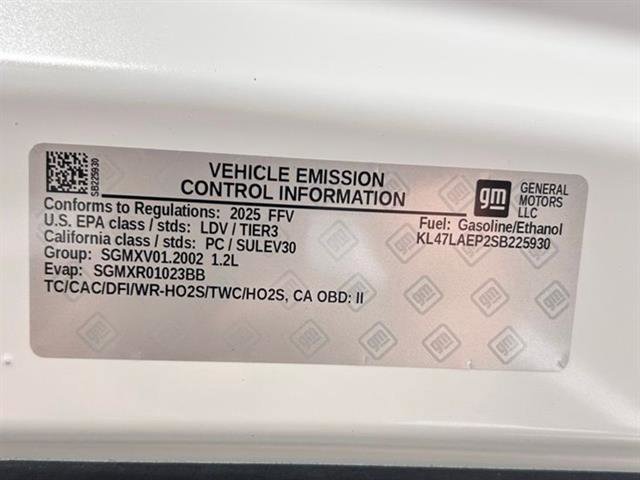 SB225930
VEHICLE EMISSION
CONTROL INFORMATION
gm
GENERAL
MOTORS
LLC
Conforms to Regulations: 2025 FFV
U.S. EPA class / stds: LDV / TIER3
California class / stds: PC / SULEV30
Group: SGMXV01.2002 1.2L
Evap: SGMXR01023BB
TC/CAC/DFI/WR-HO2S/TWC/HO2S, CA OBD: II
Fuel: Gasoline/Ethanol
KL47LAEP2SB225930